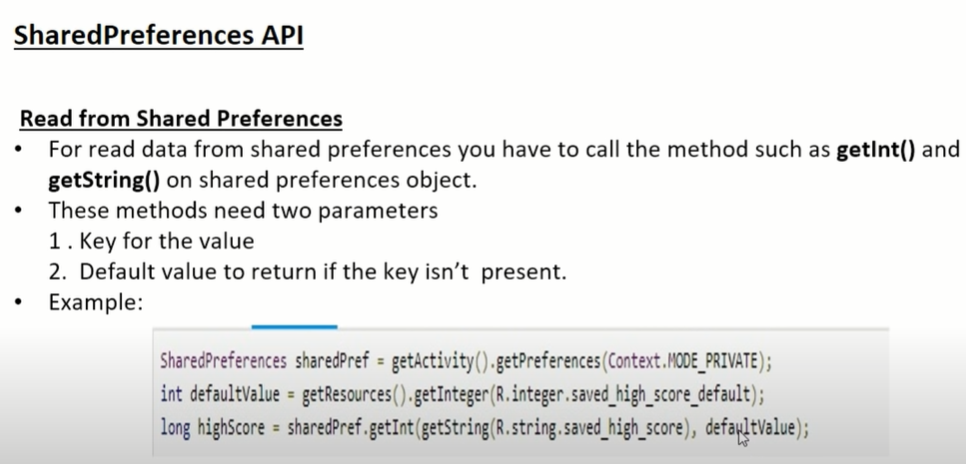 SharedPreferences API
Read from Shared Preferences
• For read data from shared preferences you have to call the method such as getInt() and
getString() on shared preferences object.
• These methods need two parameters
1 . Key for the value
2. Default value to return if the key isn't present.
• Example:
SharedPreferences sharedPref = getActivity().getPreferences(Context.MODE_PRIVATE);
int defaultValue = getResources().getInteger(R.integer.saved_high_score_default);
long highScore = sharedPref.getInt(getString(R.string.saved_high_score), defaultValue);